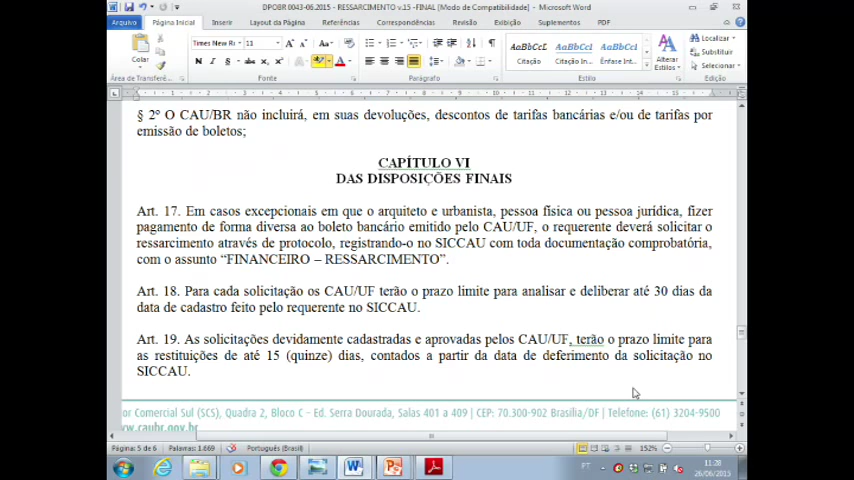 DPOBR 0043-06.2015 - RESSARCIMENTO v.15 -FINAL [Modo de Compatibilidade] - Microsoft Word
Arquivo Página Inicial Inserir Layout da Página Referências Correspondências Revisão Exibição Suplementos PDF
Colar
Times New Ro 11
AaBbCcL AaBbCcL AaBbCcL
Citação Citação In... Ênfase Int...
Alterar Estilos
Localizar
Substituir
Selecionar
Área de Transferê... Fonte Parágrafo Estilo Edição
§ 2º O CAU/BR não incluirá, em suas devoluções, descontos de tarifas bancárias e/ou de tarifas por
emissão de boletos;
CAPÍTULO VI
DAS DISPOSIÇÕES FINAIS
Art. 17. Em casos excepcionais em que o arquiteto e urbanista, pessoa física ou pessoa jurídica, fizer
pagamento de forma diversa ao boleto bancário emitido pelo CAU/UF, o requerente deverá solicitar o
ressarcimento através de protocolo, registrando-o no SICCAU com toda documentação comprobatória,
com o assunto “FINANCEIRO – RESSARCIMENTO”.
Art. 18. Para cada solicitação os CAU/UF terão o prazo limite para analisar e deliberar até 30 dias da
data de cadastro feito pelo requerente no SICCAU.
Art. 19. As solicitações devidamente cadastradas e aprovadas pelos CAU/UF, terão o prazo limite para
as restituições de até 15 (quinze) dias, contados a partir da data de deferimento da solicitação no
SICCAU.
or Comercial Sul (SCS), Quadra 2, Bloco C - Ed. Serra Dourada, Salas 401 a 409 | CEP: 70.300-902 Brasília/DF | Telefone: (61) 3204-9500
www.caubr.gov.br
Página: 5 de 6 Palavras: 1.669 Português (Brasil) 152%
PT 11:28
26/06/2015